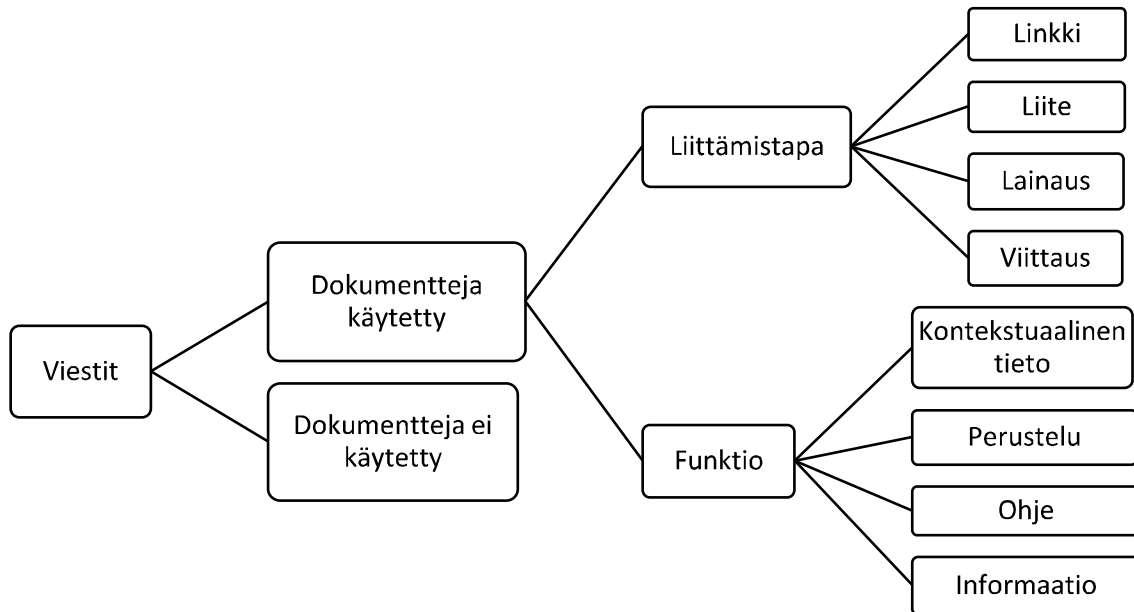 Viestit
Dokumentteja
käytetty
Dokumentteja ei
käytetty
Liittämistapa
Linkki
Liite
Lainaus
Viittaus
Funktio
Kontekstuaalinen
tieto
Perustelu
Ohje
Informaatio